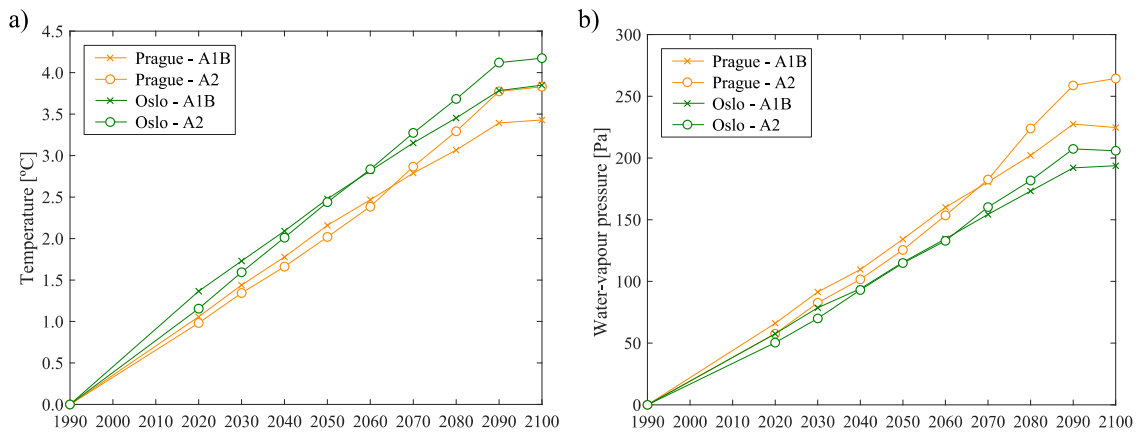 a)
Temperature [ºC]
4.5
4.0
3.5
3.0
2.5
2.0
1.5
1.0
0.5
0.0
Prague - A1B
Prague - A2
Oslo - A1B
Oslo - A2
1990 2000 2010 2020 2030 2040 2050 2060 2070 2080 2090 2100
b)
Water-vapour pressure [Pa]
300
250
200
150
100
50
0
Prague - A1B
Prague - A2
Oslo - A1B
Oslo - A2
1990 2000 2010 2020 2030 2040 2050 2060 2070 2080 2090 2100